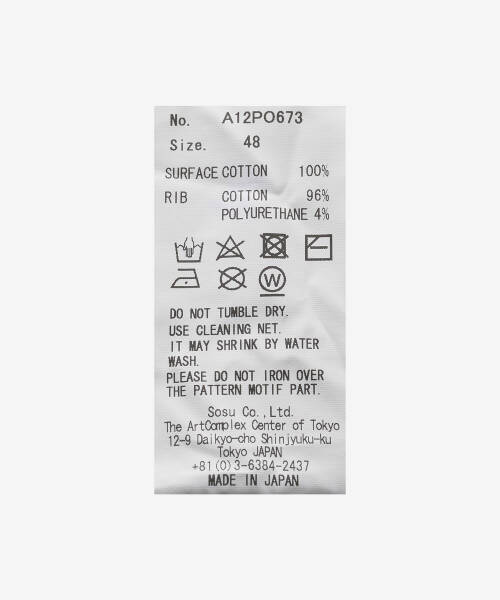 No. A12PO673
Size. 48
SURFACE COTTON 100%
RIB COTTON 96%
POLYURETHANE 4%
W
DO NOT TUMBLE DRY.
USE CLEANING NET.
IT MAY SHRINK BY WATER
WASH.
PLEASE DO NOT IRON OVER
THE PATTERN MOTIF PART.
Sosu Co.,Ltd.
The ArtComplex Center of Tokyo
12-9 Daikyo-cho Shinjyuku-ku
Tokyo JAPAN
+81(0)3-6384-2437
MADE IN JAPAN